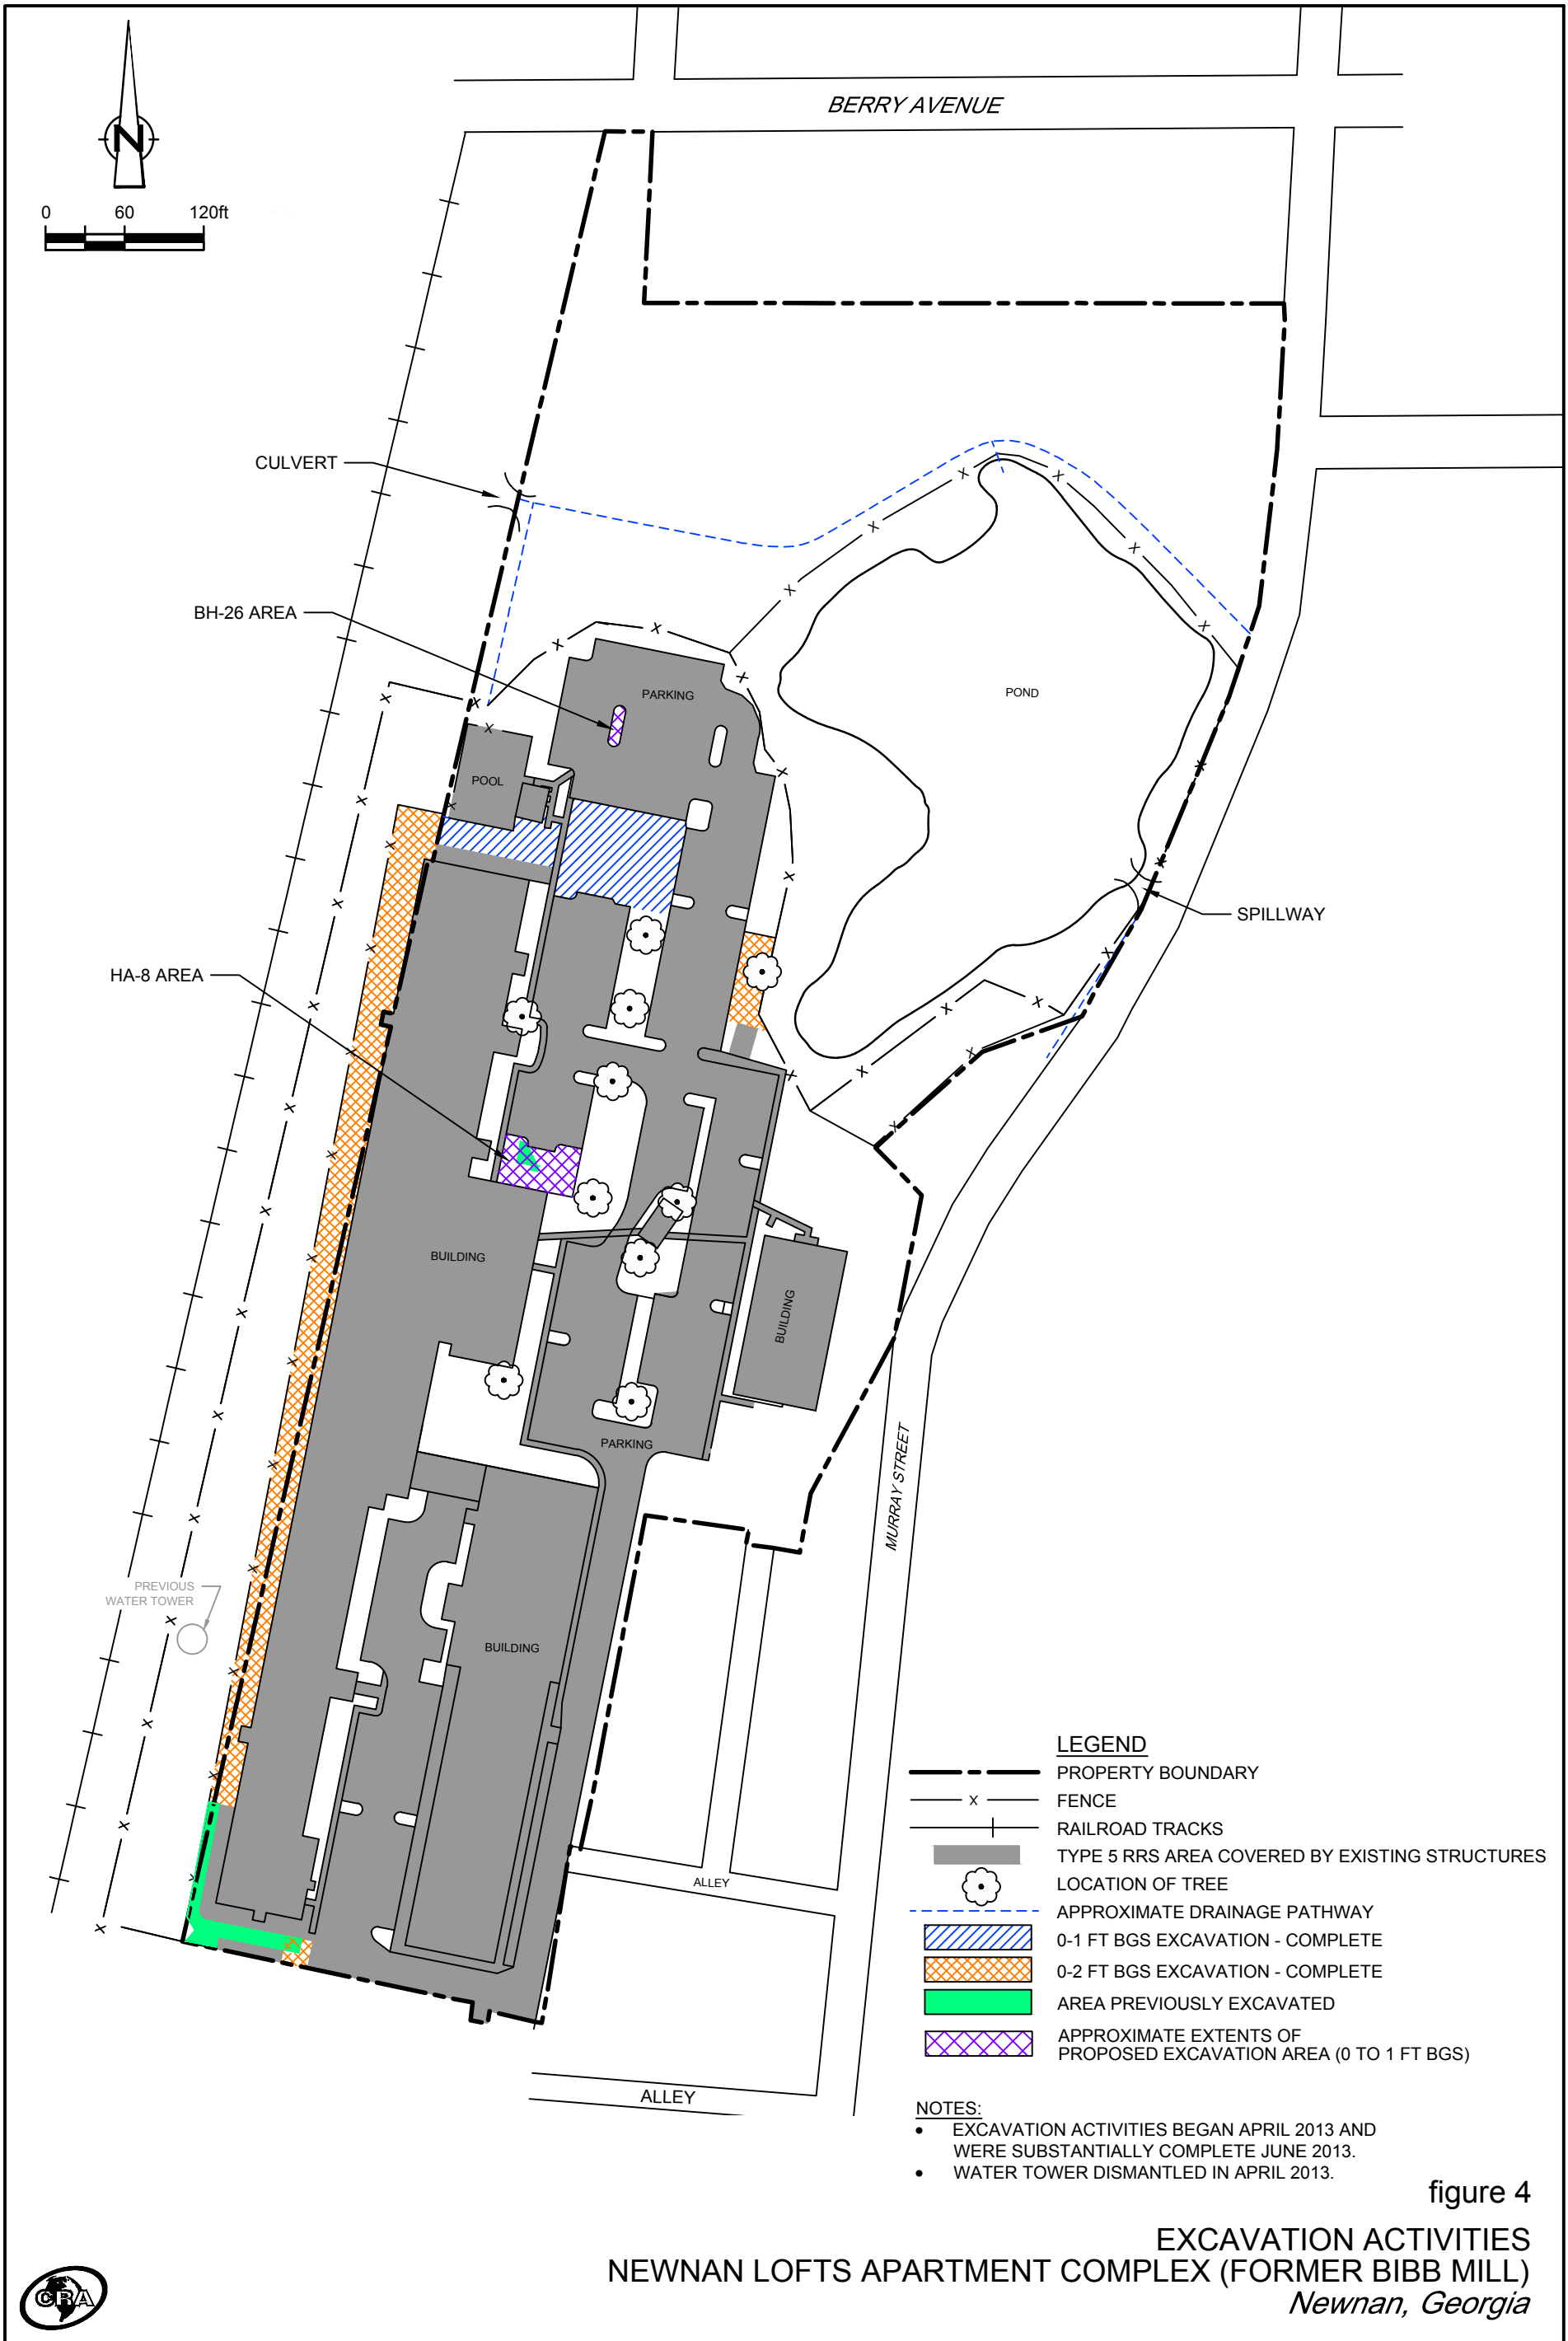 BERRY AVENUE
N
0 60 120ft
CULVERT
BH-26 AREA
PARKING
POND
POOL
SPILLWAY
HA-8 AREA
BUILDING
BUILDING
PARKING
MURRAY STREET
PREVIOUS
WATER TOWER
BUILDING
ALLEY
ALLEY
LEGEND
PROPERTY BOUNDARY
x FENCE
RAILROAD TRACKS
TYPE 5 RRS AREA COVERED BY EXISTING STRUCTURES
LOCATION OF TREE
APPROXIMATE DRAINAGE PATHWAY
0-1 FT BGS EXCAVATION - COMPLETE
0-2 FT BGS EXCAVATION - COMPLETE
AREA PREVIOUSLY EXCAVATED
APPROXIMATE EXTENTS OF
PROPOSED EXCAVATION AREA (0 TO 1 FT BGS)
NOTES:
• EXCAVATION ACTIVITIES BEGAN APRIL 2013 AND
WERE SUBSTANTIALLY COMPLETE JUNE 2013.
• WATER TOWER DISMANTLED IN APRIL 2013.
figure 4
EXCAVATION ACTIVITIES
NEWNAN LOFTS APARTMENT COMPLEX (FORMER BIBB MILL)
Newnan, Georgia
CRA